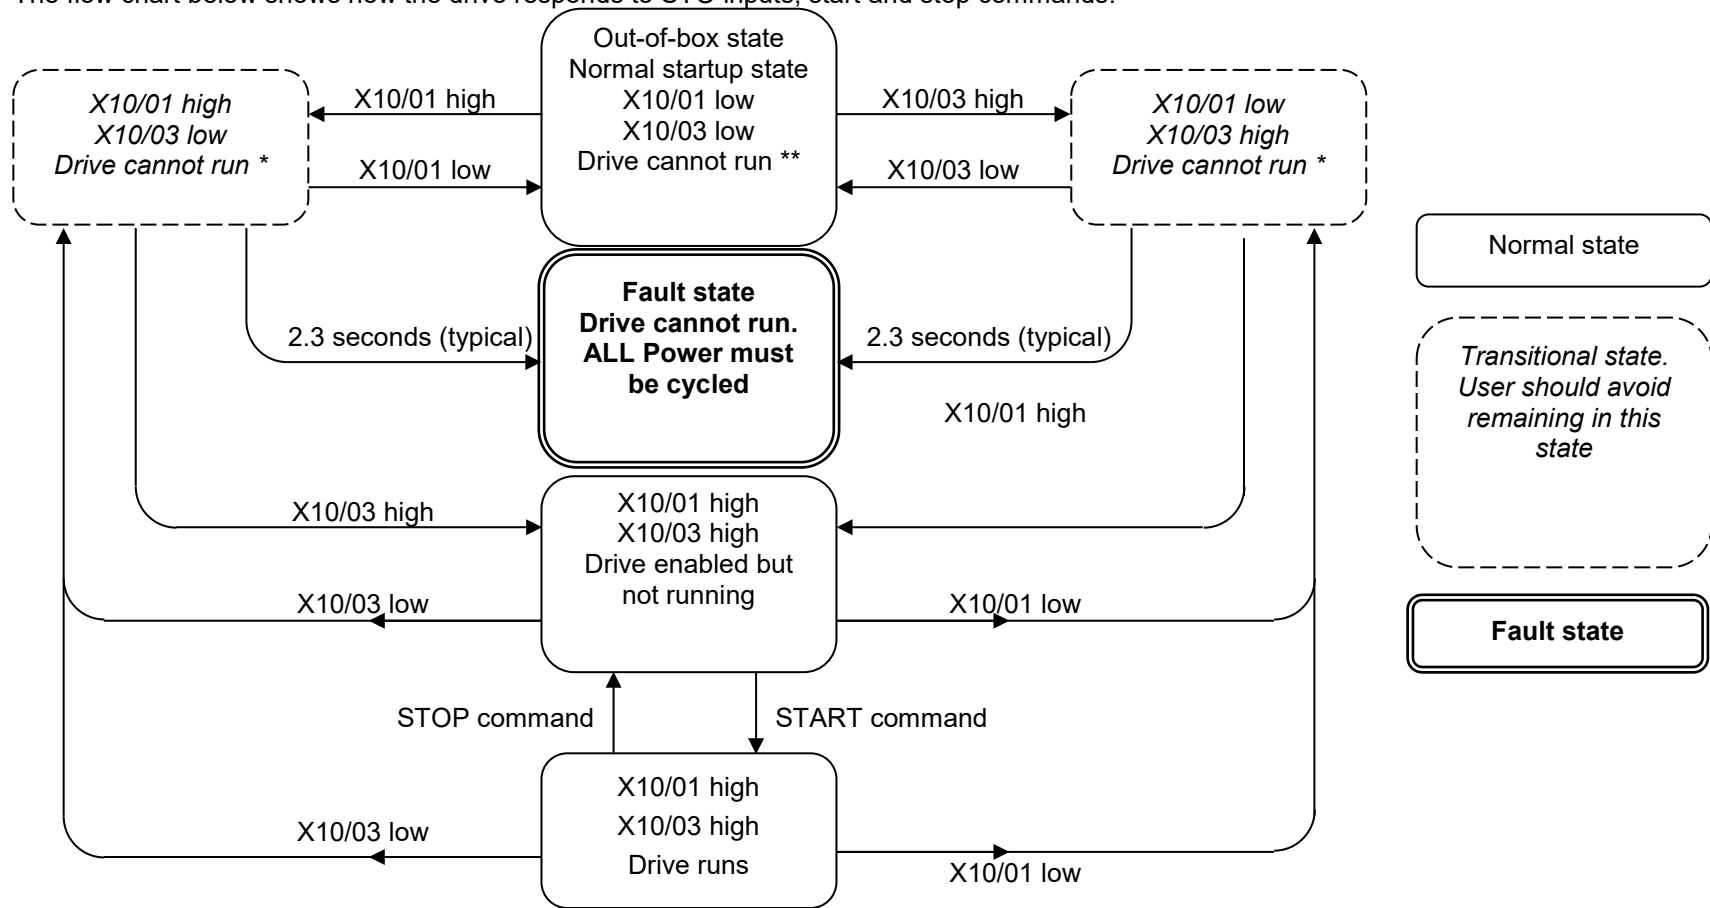 The flow chart below shows how the drive responds to STO inputs, start and stop commands.
Out-of-box state
Normal startup state
X10/01 low
X10/03 low
Drive cannot run **
X10/01 high
X10/03 low
Drive cannot run *
X10/01 high
X10/01 low
X10/03 high
X10/03 low
X10/01 low
X10/03 high
Drive cannot run *
Normal state
Fault state
Drive cannot run.
ALL Power must
be cycled
2.3 seconds (typical)
2.3 seconds (typical)
Transitional state.
User should avoid
remaining in this
state
X10/01 high
X10/03 high
X10/01 high
X10/03 high
Drive enabled but
not running
X10/03 low
X10/01 low
Fault state
STOP command
START command
X10/01 high
X10/03 high
Drive runs
X10/03 low
X10/01 low